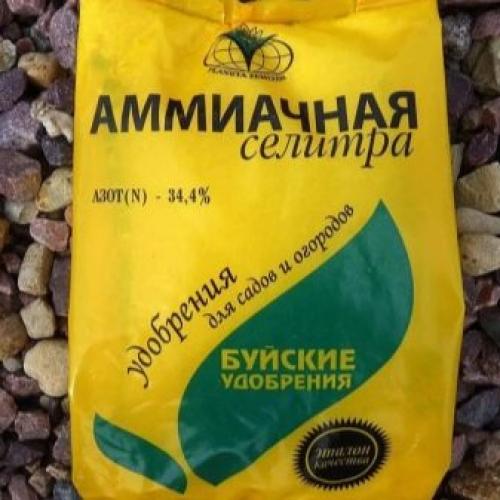 АММИАЧНАЯ
селитра
АЗОТ(N) - 34,4%
удобрения
для садов и огородов
БУЙСКИЕ
УДОБРЕНИЯ
эталон
качества